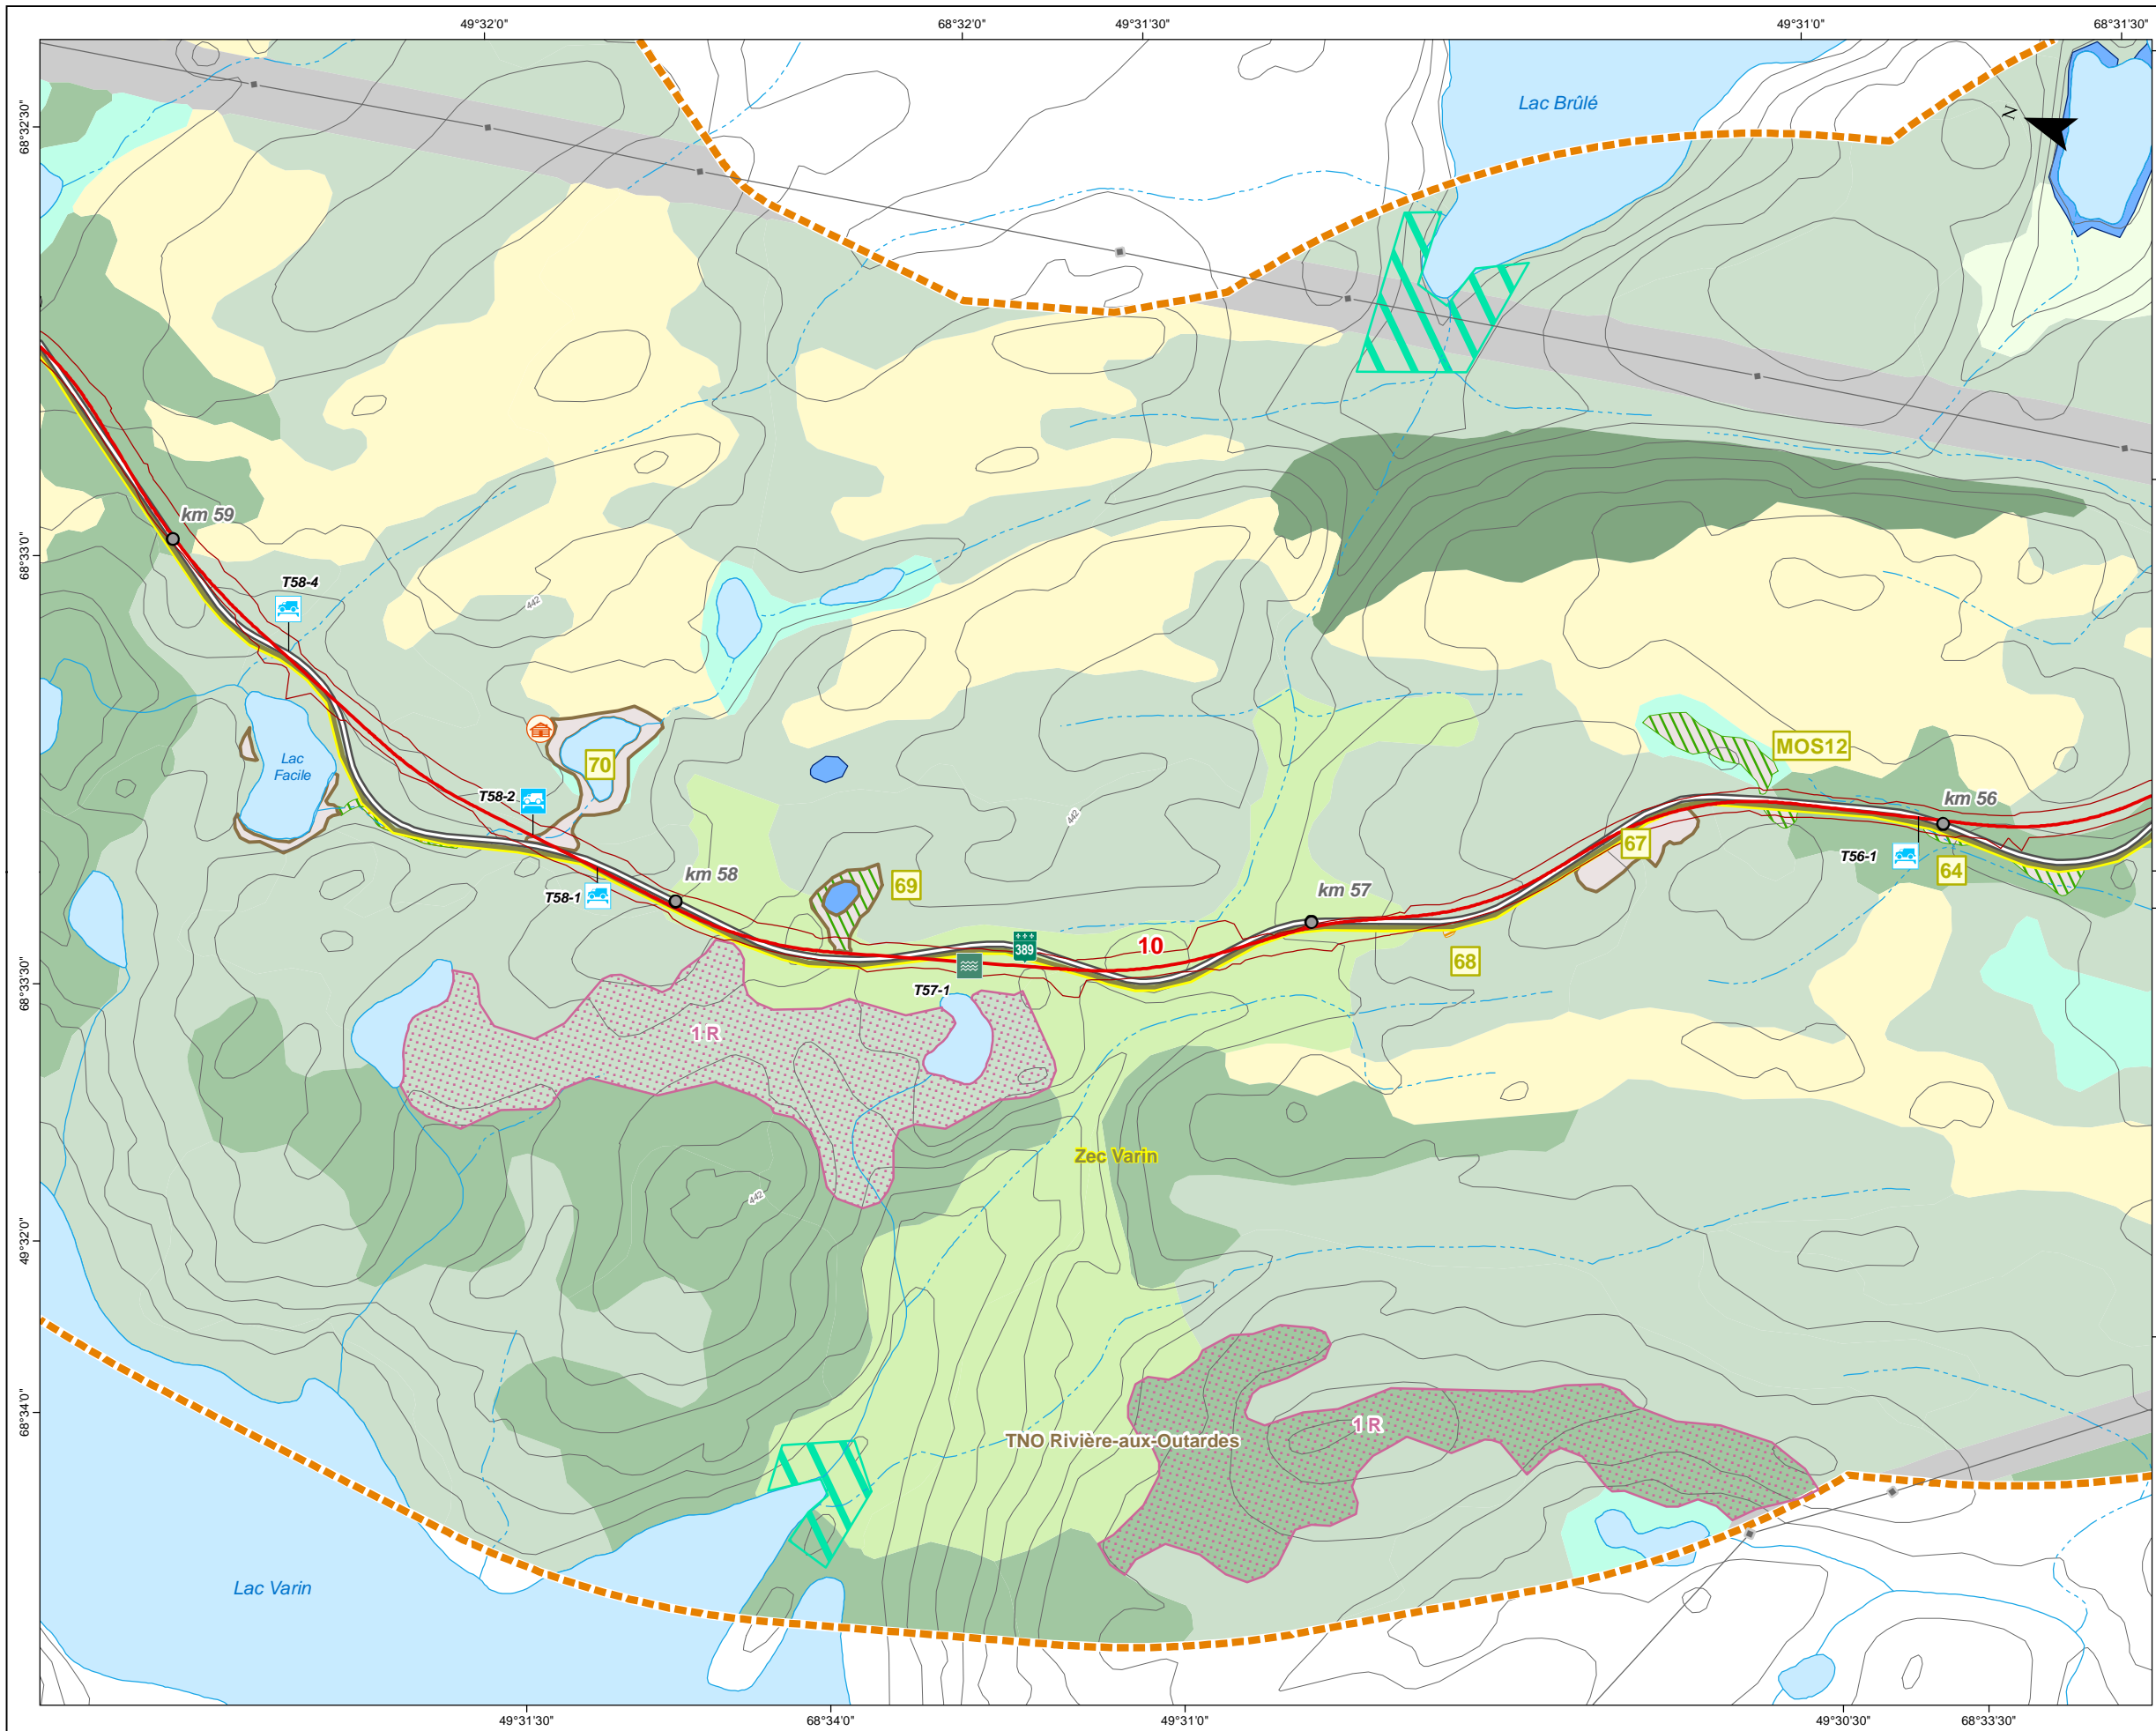 49°32'0"
68°32'0"
49°31'30"
49°31'0"
68°31'30"
Lac Brûlé
N
68°32'30"
km 59
68°33'0"
T58-4
442
MOS12
70
Lac
Facile
T58-2
km 56
442
67
T56-1
64
km 58
69
km 57
T58-1
389
10
68
T57-1
68°33'30"
1 R
Zec Varin
442
49°32'0"
68°34'0"
1 R
TNO Rivière-aux-Outardes
Lac Varin
49°31'30"
68°34'0"
49°31'0"
49°30'30"
68°33'30"